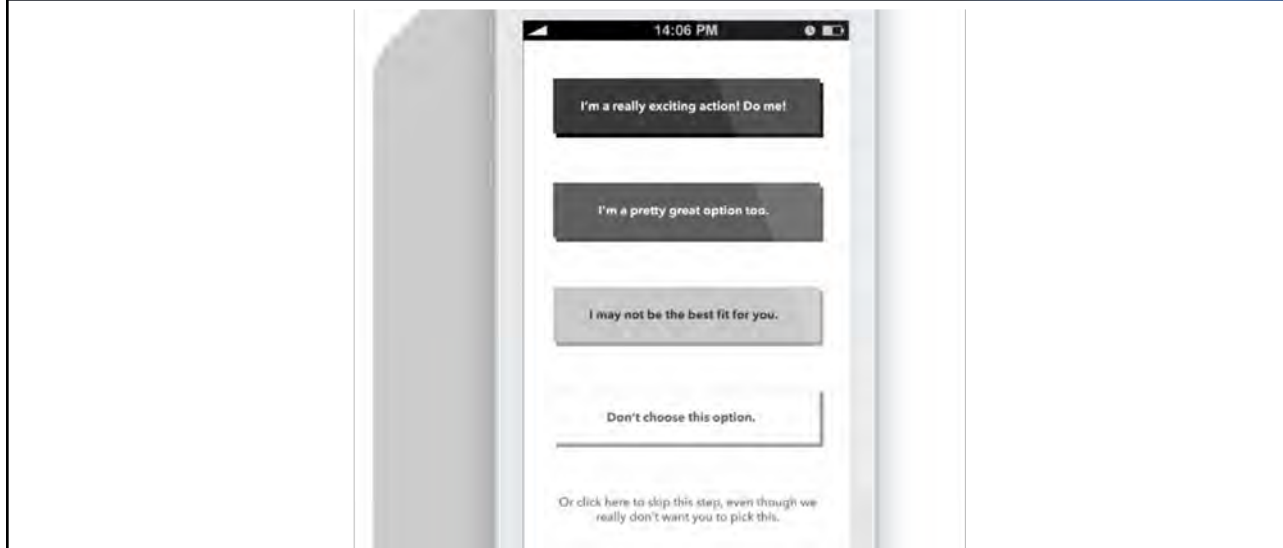 14:06 PM
I'm a really exciting action! Do me!
I'm a pretty great option too.
I may not be the best fit for you.
Don't choose this option.
Or click here to skip this step, even though we
really don't want you to pick this.